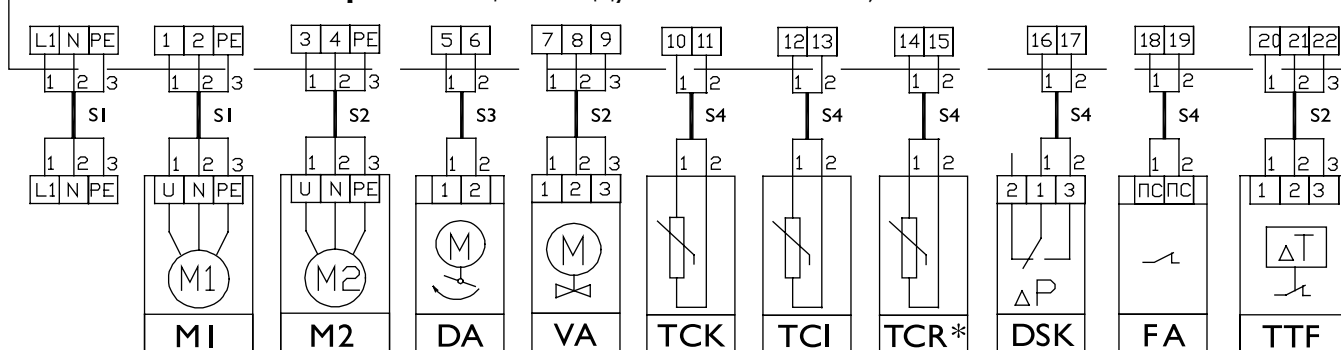 L1 N PE 1 2 PE 3 4 PE 5 6 7 8 9 10 11 12 13 14 15 16 17 18 19 20 21 22
1 2 3 1 2 3 1 2 3 1 2 1 2 3 1 2 1 2 1 2 1 2 1 2 1 2 3
S1 S1 S2 S3 S2 S4 S4 S4 S4 S4 S2
1 2 3 1 2 3 1 2 3 1 2 1 2 3 1 2 1 2 1 2 1 2 1 2 1 2 3
L1 N PE U N PE U N PE 1 2 1 2 3 2 1 3 ПС ПС 1 2 3
M1 M2 M M ΔP ΔT
M1 M2 DA VA TCK TCI TCR* DSK FA TTF